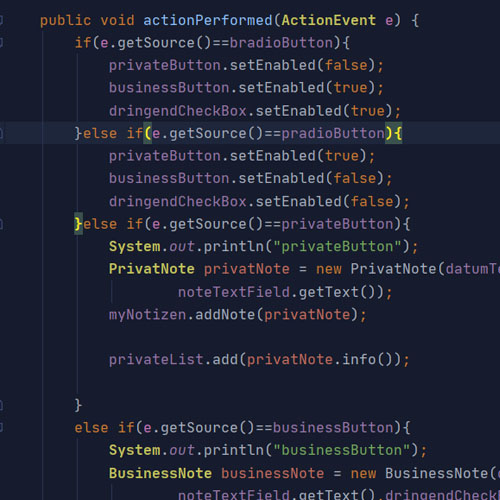 public void actionPerformed(ActionEvent e) {
if(e.getSource()==bradioButton){
privateButton.setEnabled(false);
businessButton.setEnabled(true);
dringendCheckBox.setEnabled(true);
}else if(e.getSource()==pradioButton){
privateButton.setEnabled(true);
businessButton.setEnabled(false);
dringendCheckBox.setEnabled(false);
}else if(e.getSource()==privateButton){
System.out.println("privateButton");
PrivatNote privatNote = new PrivatNote(datumTe
noteTextField.getText());
myNotizen.addNote(privatNote);
privateList.add(privatNote.info());
}
else if(e.getSource()==businessButton){
System.out.println("businessButton");
BusinessNote businessNote = new BusinessNote(
noteTextField.getText(),dringendCheck